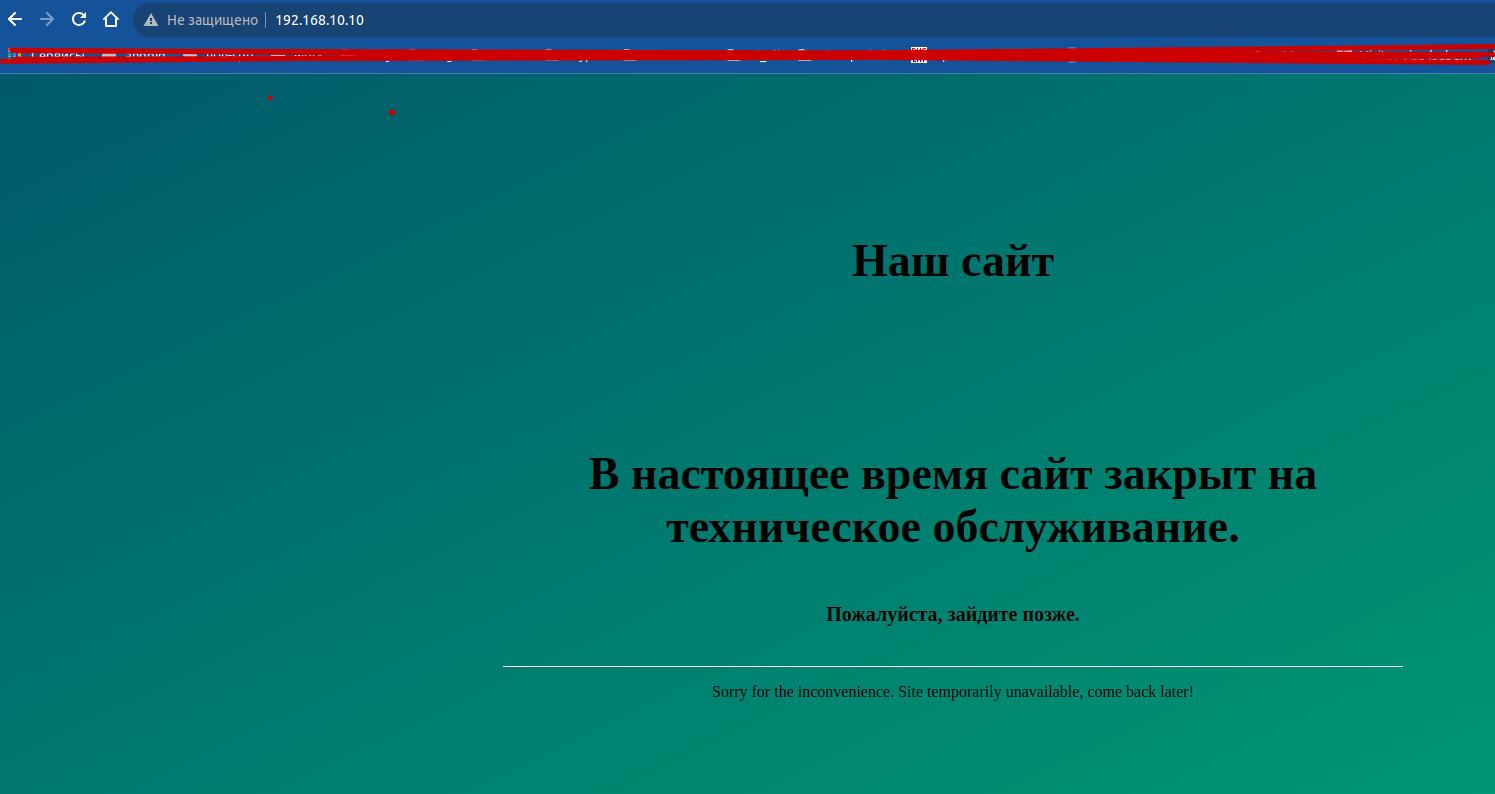 Не защищено 192.168.10.10
Сервисы
Наш сайт
В настоящее время сайт закрыт на
техническое обслуживание.
Пожалуйста, зайдите позже.
Sorry for the inconvenience. Site temporarily unavailable, come back later!